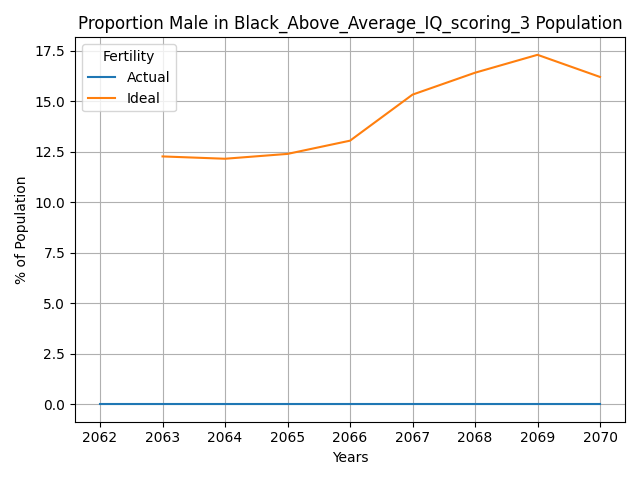 Proportion Male in Black_Above_Average_IQ_scoring_3 Population
Fertility
Actual
Ideal
% of Population
17.5
15.0
12.5
10.0
7.5
5.0
2.5
0.0
2062 2063 2064 2065 2066 2067 2068 2069 2070
Years